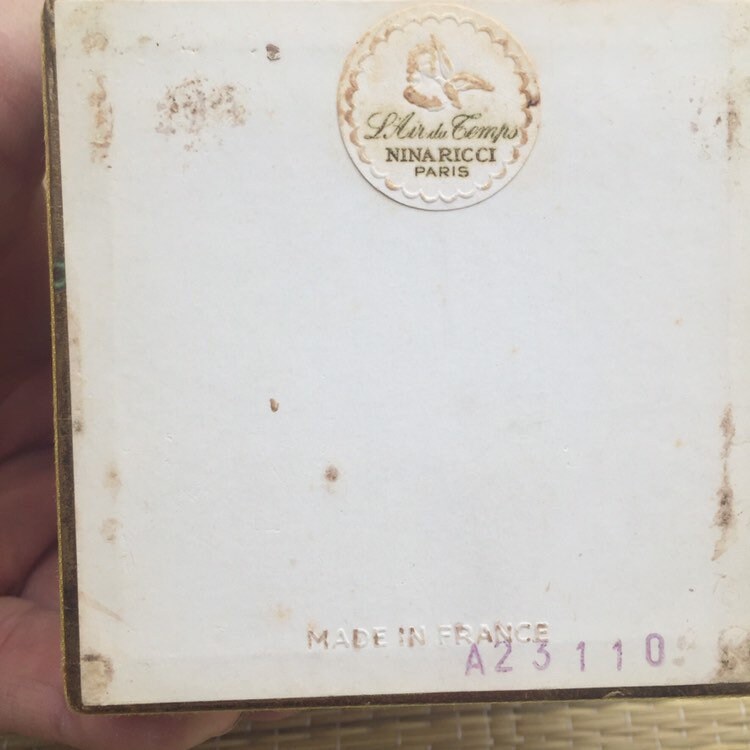 L'Air du Temps
NINA RICCI
PARIS
MADE IN FRANCE
A23110